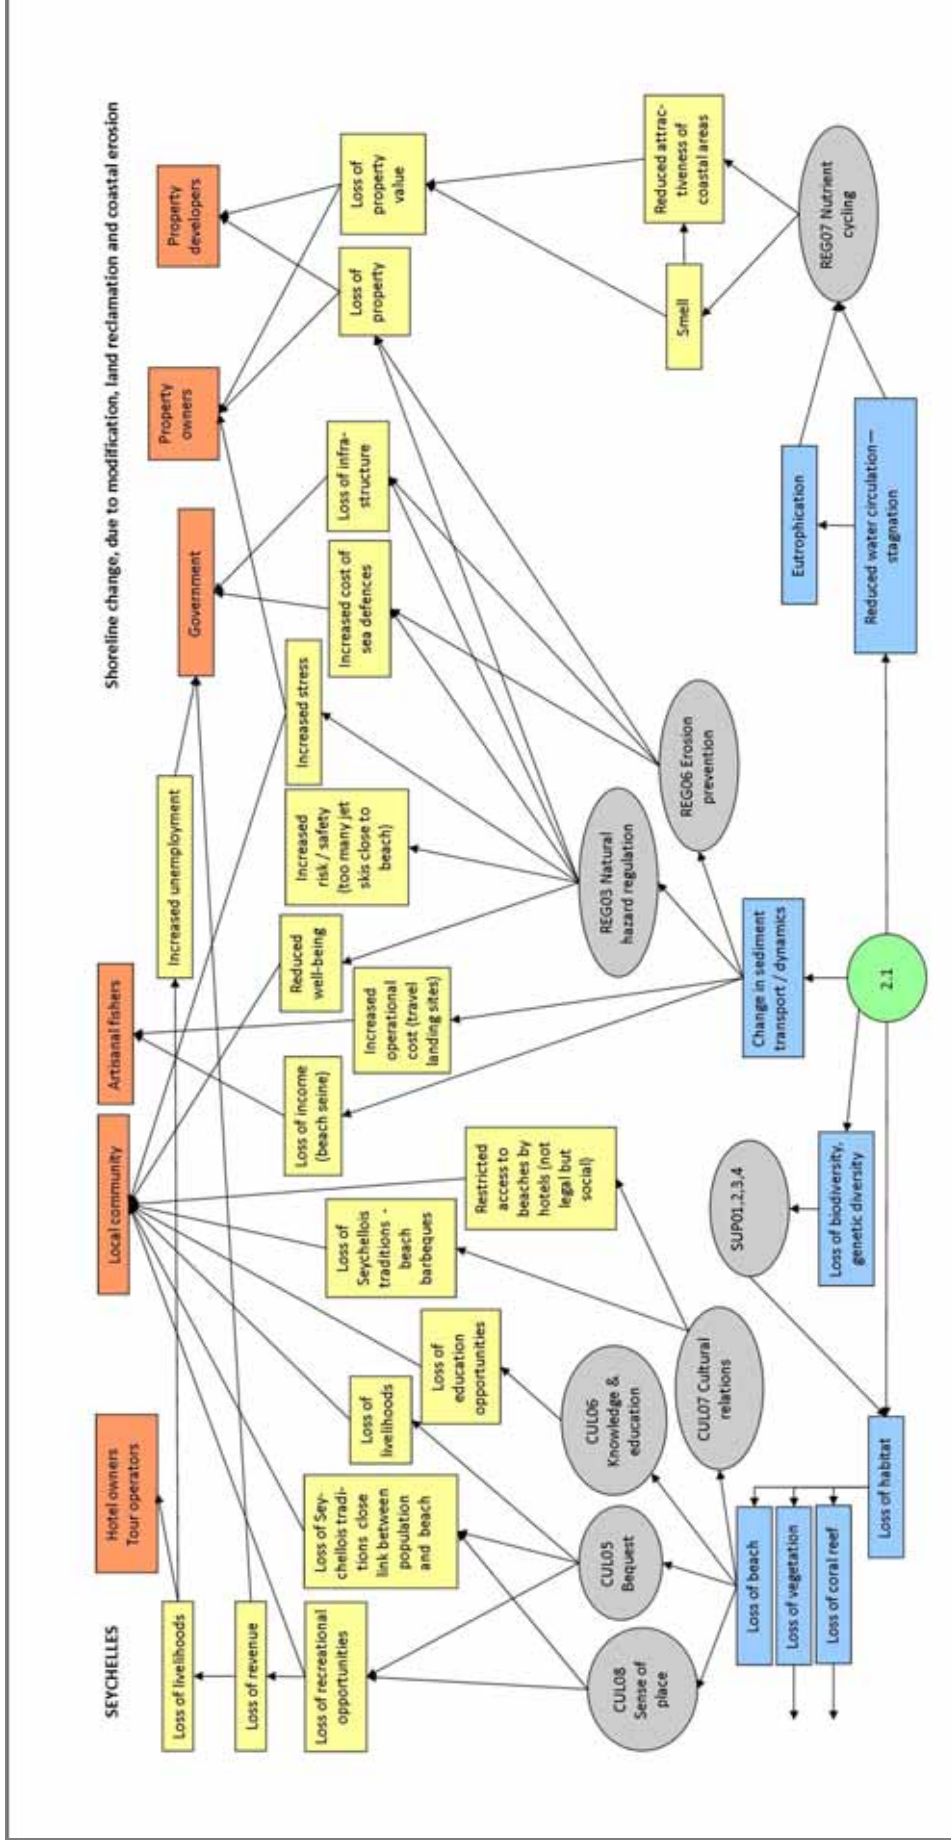 SEYCHELLES
Shoreline change, due to modification, land reclamation and coastal erosion
Hotel owners
Tour operators
Local community
Artisanal fishers
Government
Property
owners
Property
developers
Loss of livelihoods
Increased unemployment
Loss of revenue
Loss of recreational
opportunities
Loss of Sey-
chellois tradi-
tions close
link between
population
and beach
Loss of
livelihoods
Loss of
education
opportunities
Loss of
Seychellois
traditions -
beach
barbeques
Restricted
access to
beaches by
hotels (not
legal but
social)
Loss of income
(beach seine)
Increased
operational
cost (travel
landing sites)
Reduced
well-being
Increased
risk / safety
(too many jet
skis close to
beach)
Increased stress
Increased cost of
sea defences
Loss of infra-
structure
Loss of
property
Loss of
property
value
Smell
Reduced attrac-
tiveness of
coastal areas
CUL08
Sense of
place
CUL05
Bequest
CUL06
Knowledge &
education
CUL07 Cultural
relations
SUP01,2,3,4
REG03 Natural
hazard regulation
REG06 Erosion
prevention
REG07 Nutrient
cycling
Loss of beach
Loss of vegetation
Loss of coral reef
Loss of habitat
Loss of biodiversity,
genetic diversity
Change in sediment
transport / dynamics
Eutrophication
Reduced water circulation—
stagnation
2.1